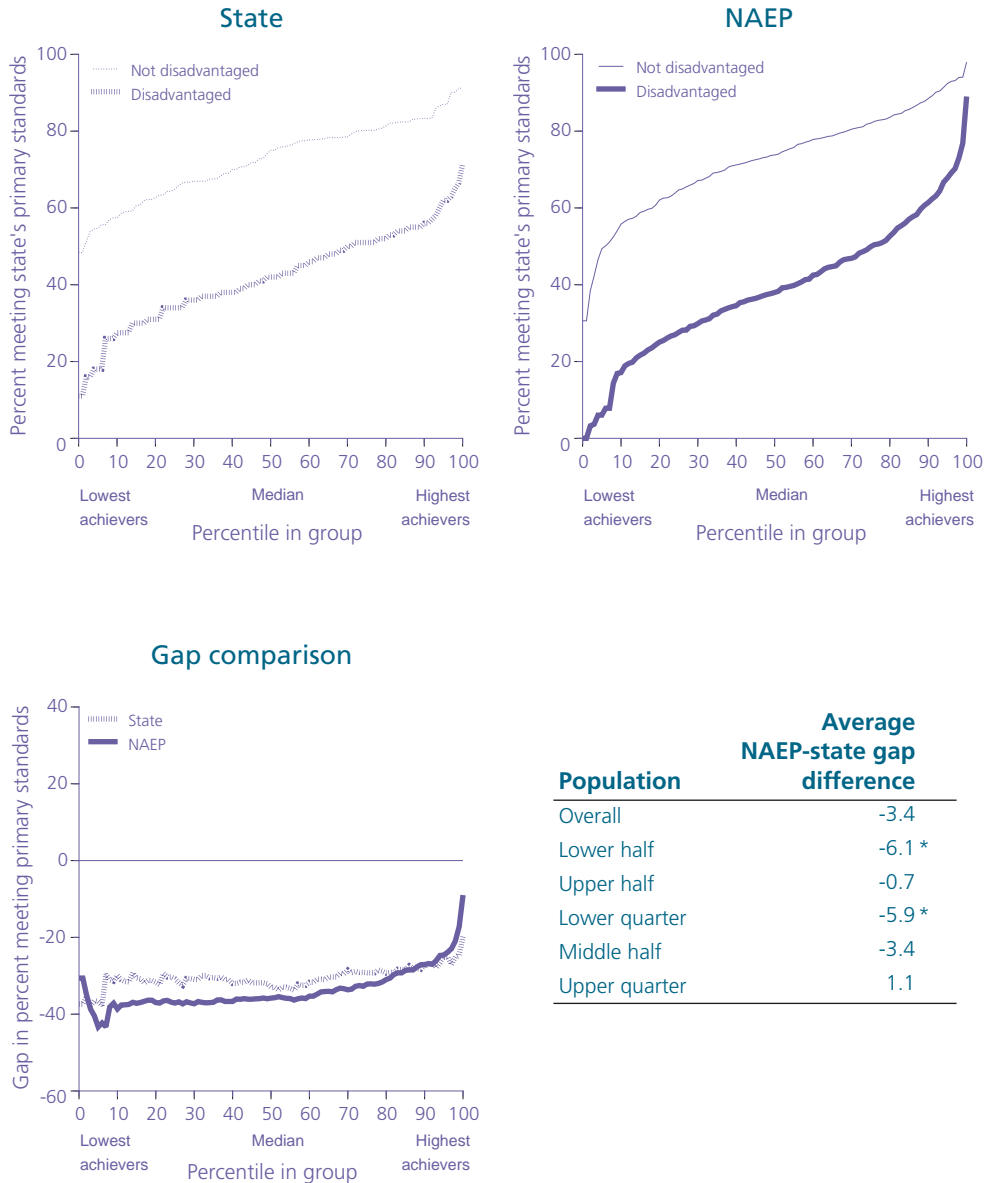 State
Percent meeting state's primary standards
100
80
60
40
20
0
Not disadvantaged
Disadvantaged
0 10 20 30 40 50 60 70 80 90 100
Lowest achievers
Median
Highest achievers
Percentile in group
NAEP
Percent meeting state's primary standards
100
80
60
40
20
0
Not disadvantaged
Disadvantaged
0 10 20 30 40 50 60 70 80 90 100
Lowest achievers
Median
Highest achievers
Percentile in group
Gap comparison
Gap in percent meeting primary standards
40
20
0
-20
-40
-60
State
NAEP
0 10 20 30 40 50 60 70 80 90 100
Lowest achievers
Median
Highest achievers
Percentile in group
Average
NAEP-state gap
Population difference
Overall -3.4
Lower half -6.1 *
Upper half -0.7
Lower quarter -5.9 *
Middle half -3.4
Upper quarter 1.1